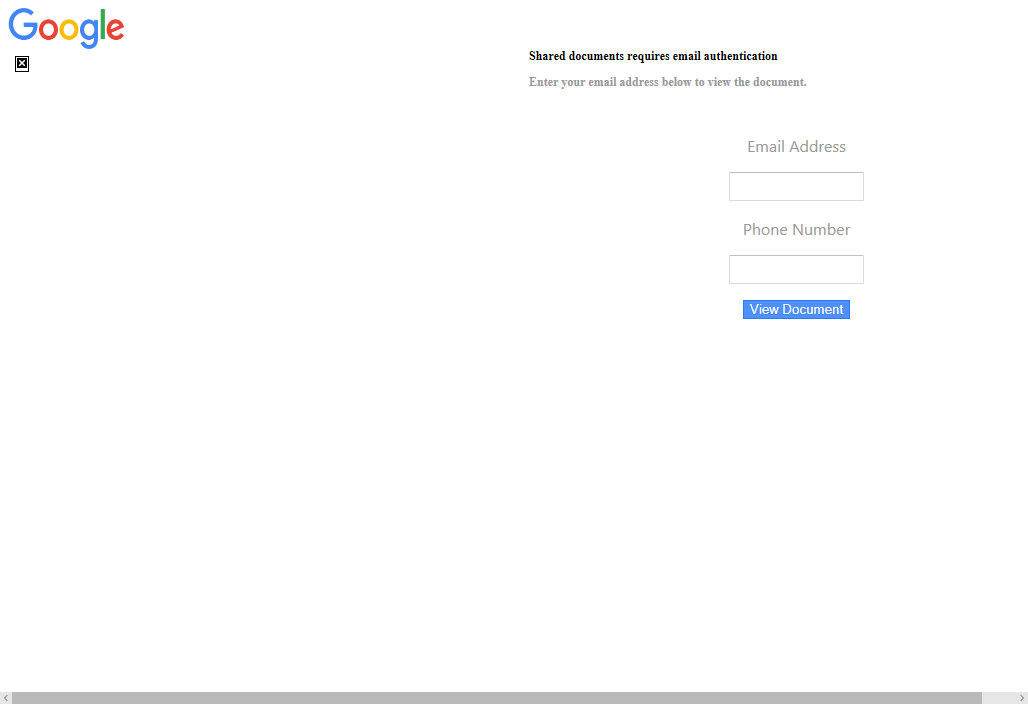 Google
Shared documents requires email authentication
Enter your email address below to view the document.
Email Address
Phone Number
View Document